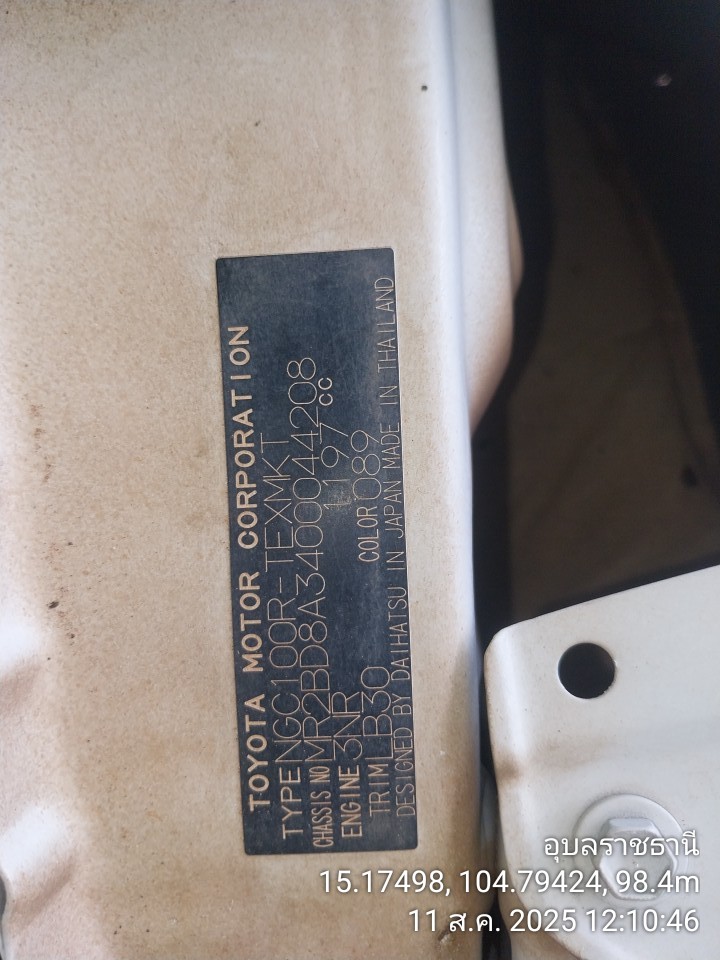 TOYOTA MOTOR CORPORATION
TYPE NGC100R-TEXMKT
CHASSIS NO MR2BD8A3400044208
ENGINE 3NR 1197 CC
TRIM LB30 COLOR 089
DESIGNED BY DAIHATSU IN JAPAN MADE IN THAILAND
อุบลราชธานี
15.17498, 104.79424, 98.4m
11 ส.ค. 2025 12:10:46